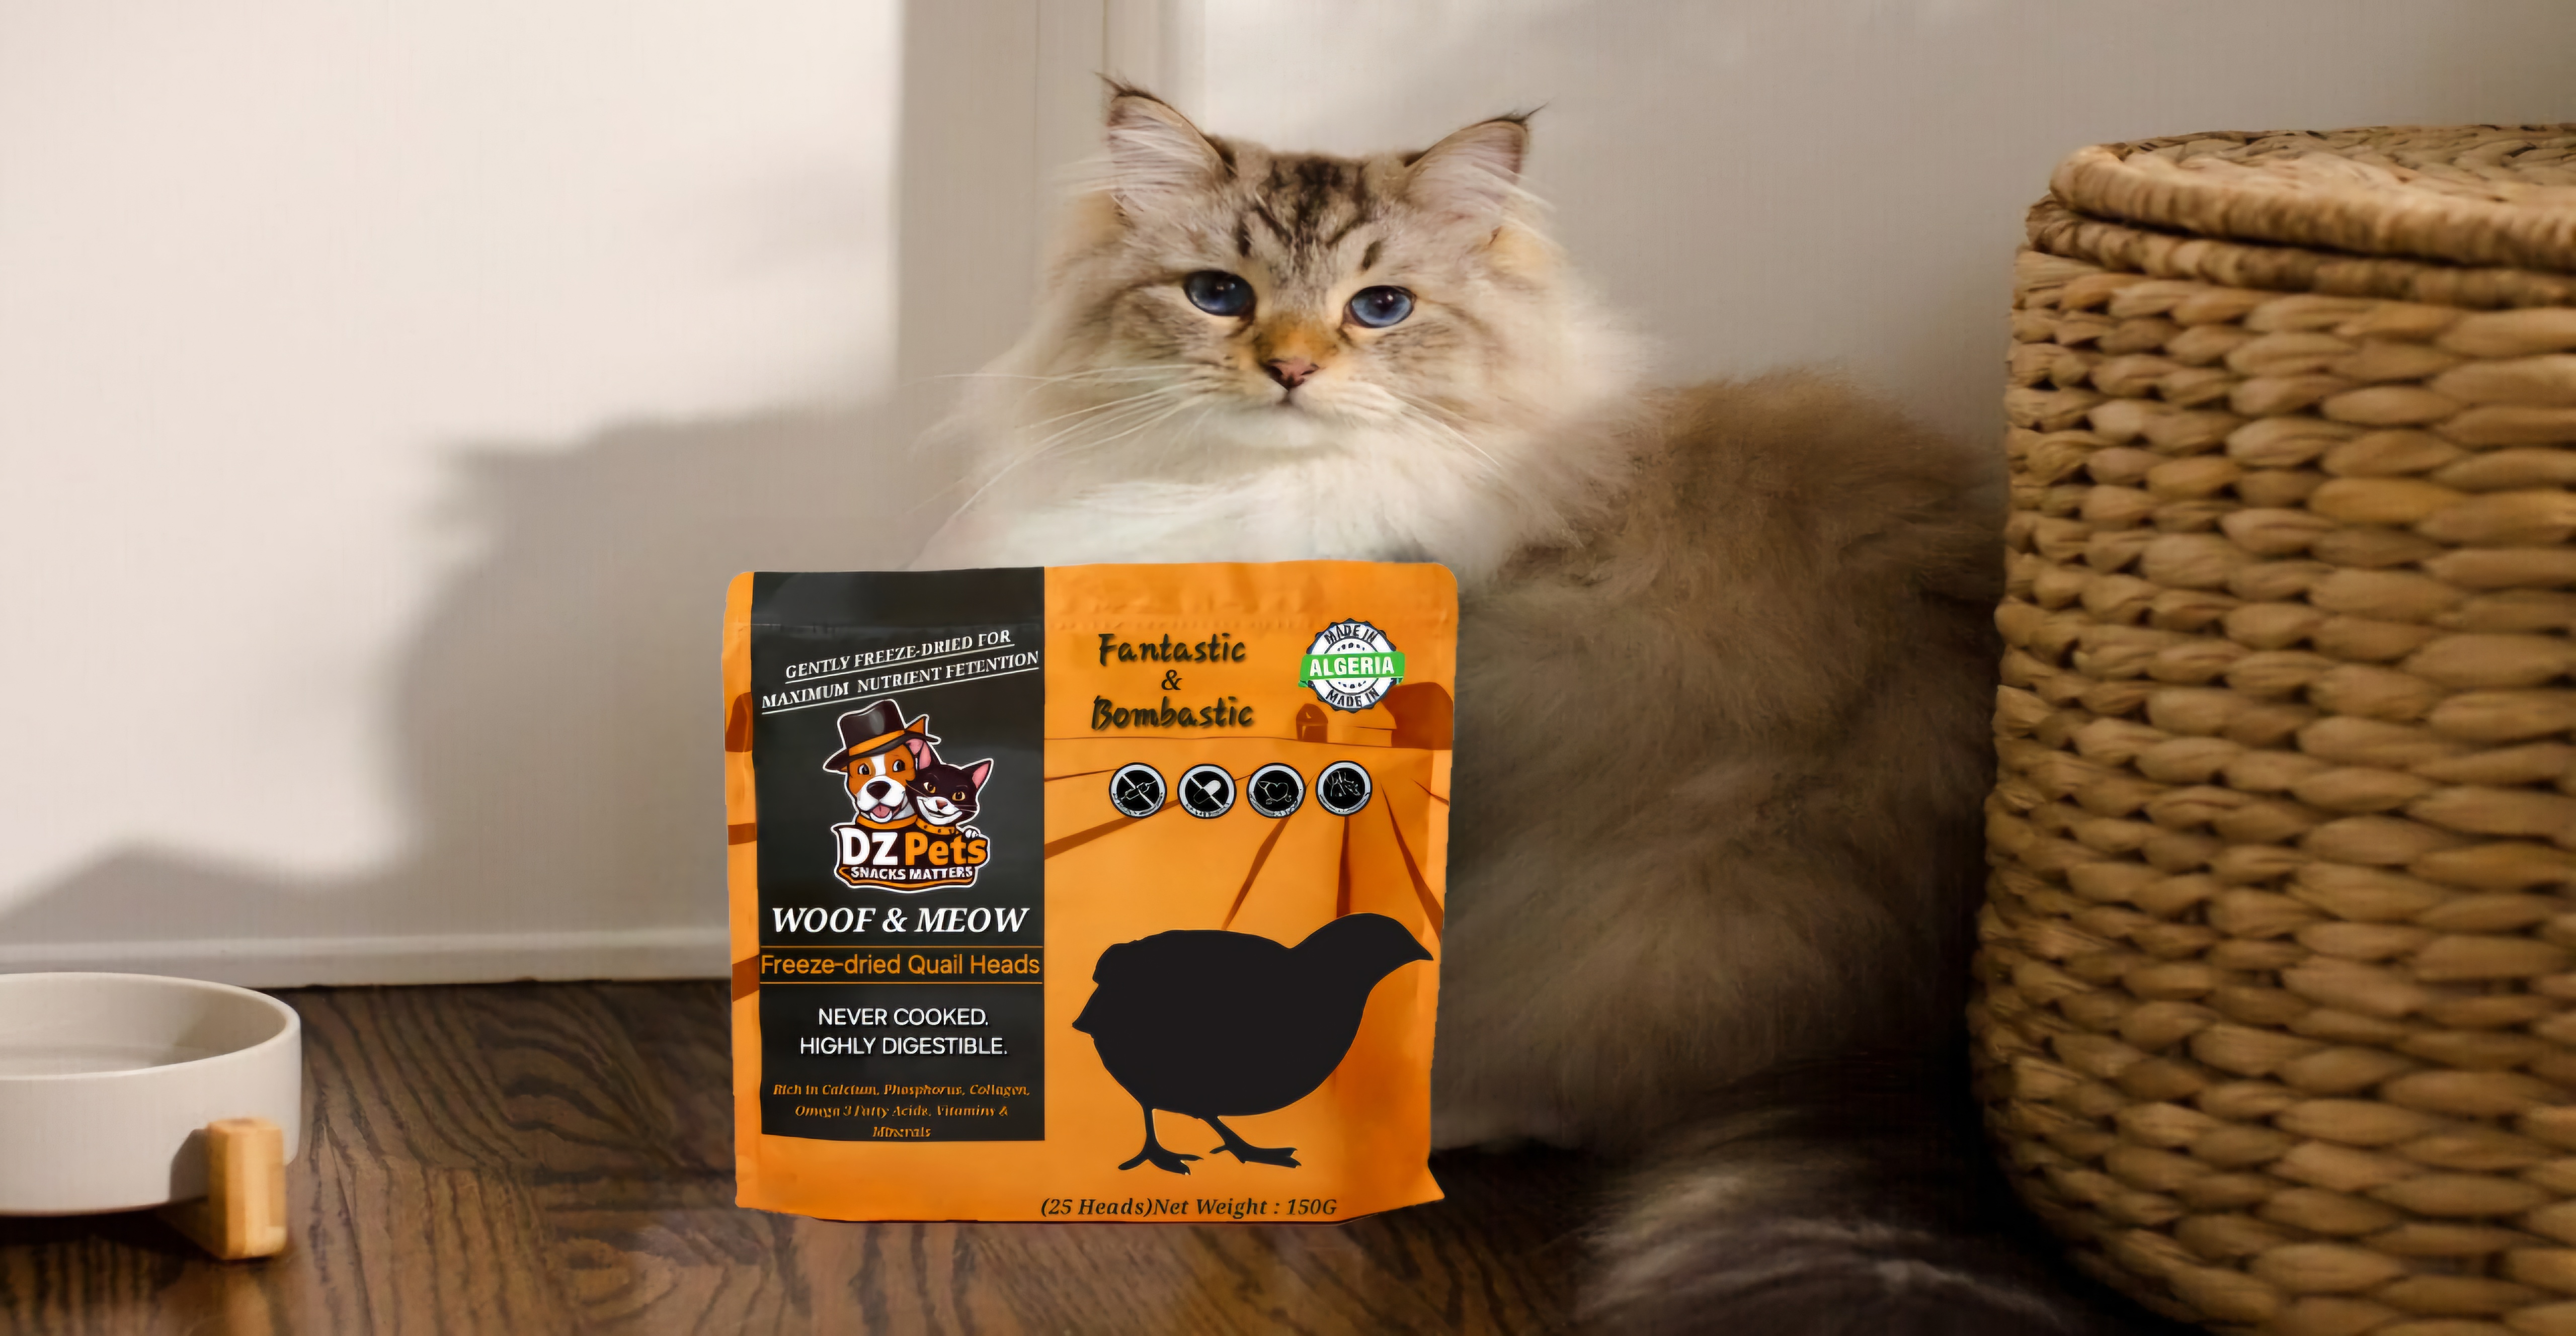 GENTLY FREEZE-DRIED FOR
MAXIMUM NUTRIENT FETENTION
DZ Pets
SNACKS MATTERS
WOOF & MEOW
Freeze-dried Quail Heads
NEVER COOKED.
HIGHLY DIGESTIBLE.
Rich in Calcium, Phosphorus, Collagen,
Omega 3 Fatty Acids, Vitamins &
Minerals
Fantastic
&
Bombastic
MADE IN
ALGERIA
MADE IN
(25 Heads)Net Weight : 150G